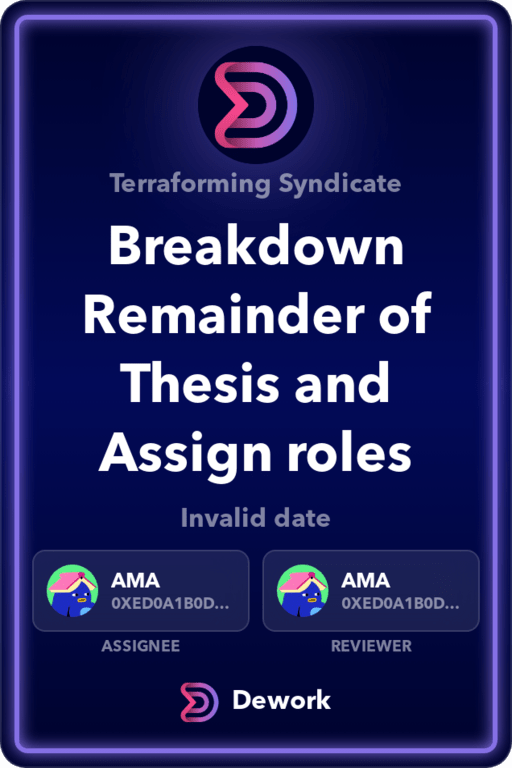 Terraforming Syndicate
Breakdown
Remainder of
Thesis and
Assign roles
Invalid date
AMA
0XED0A1B0D...
ASSIGNEE
AMA
0XED0A1B0D...
REVIEWER
Dework